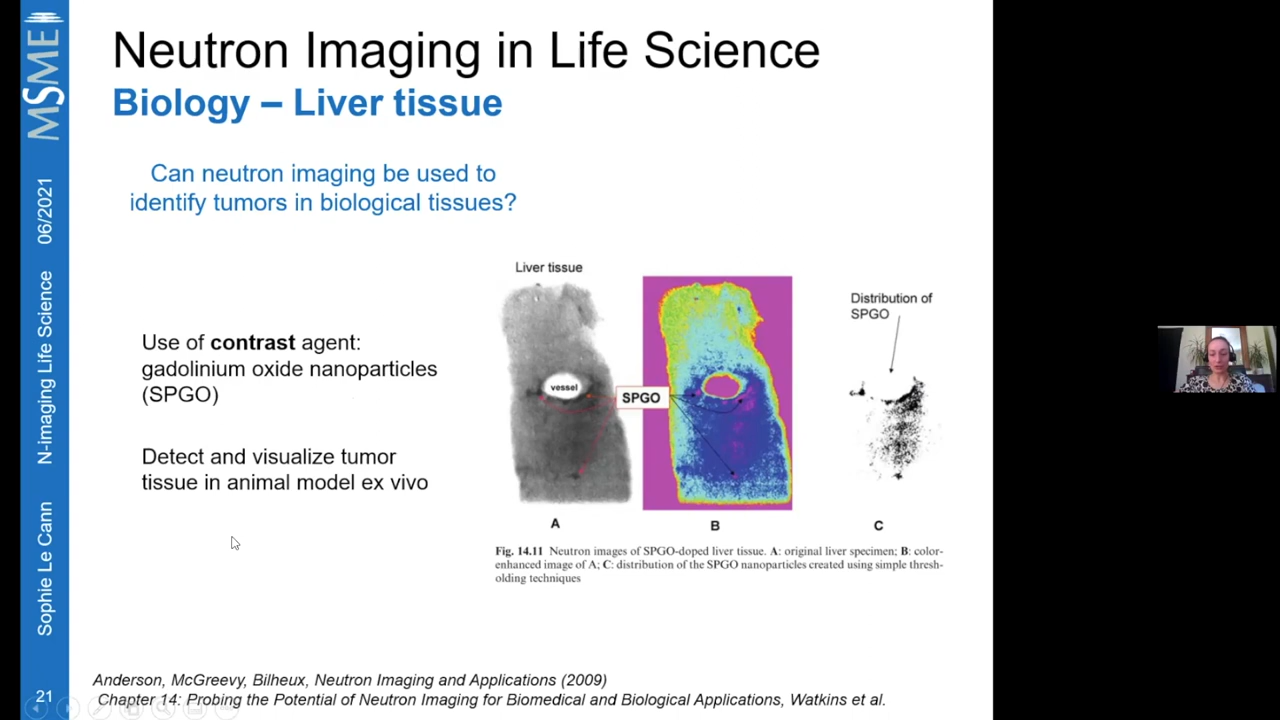 Neutron Imaging in Life Science
Biology – Liver tissue
Can neutron imaging be used to
identify tumors in biological tissues?
Use of contrast agent:
gadolinium oxide nanoparticles
(SPGO)
Detect and visualize tumor
tissue in animal model ex vivo
Liver tissue
Distribution of
SPGO
vessel
SPGO
A
B
C
Fig. 14.11 Neutron images of SPGO-doped liver tissue. A: original liver specimen; B: color-
enhanced image of A; C: distribution of the SPGO nanoparticles created using simple thresh-
olding techniques
Anderson, McGreevy, Bilheux, Neutron Imaging and Applications (2009)
Chapter 14: Probing the Potential of Neutron Imaging for Biomedical and Biological Applications, Watkins et al.
MSME
06/2021
N-imaging Life Science
Sophie Le Cann
21